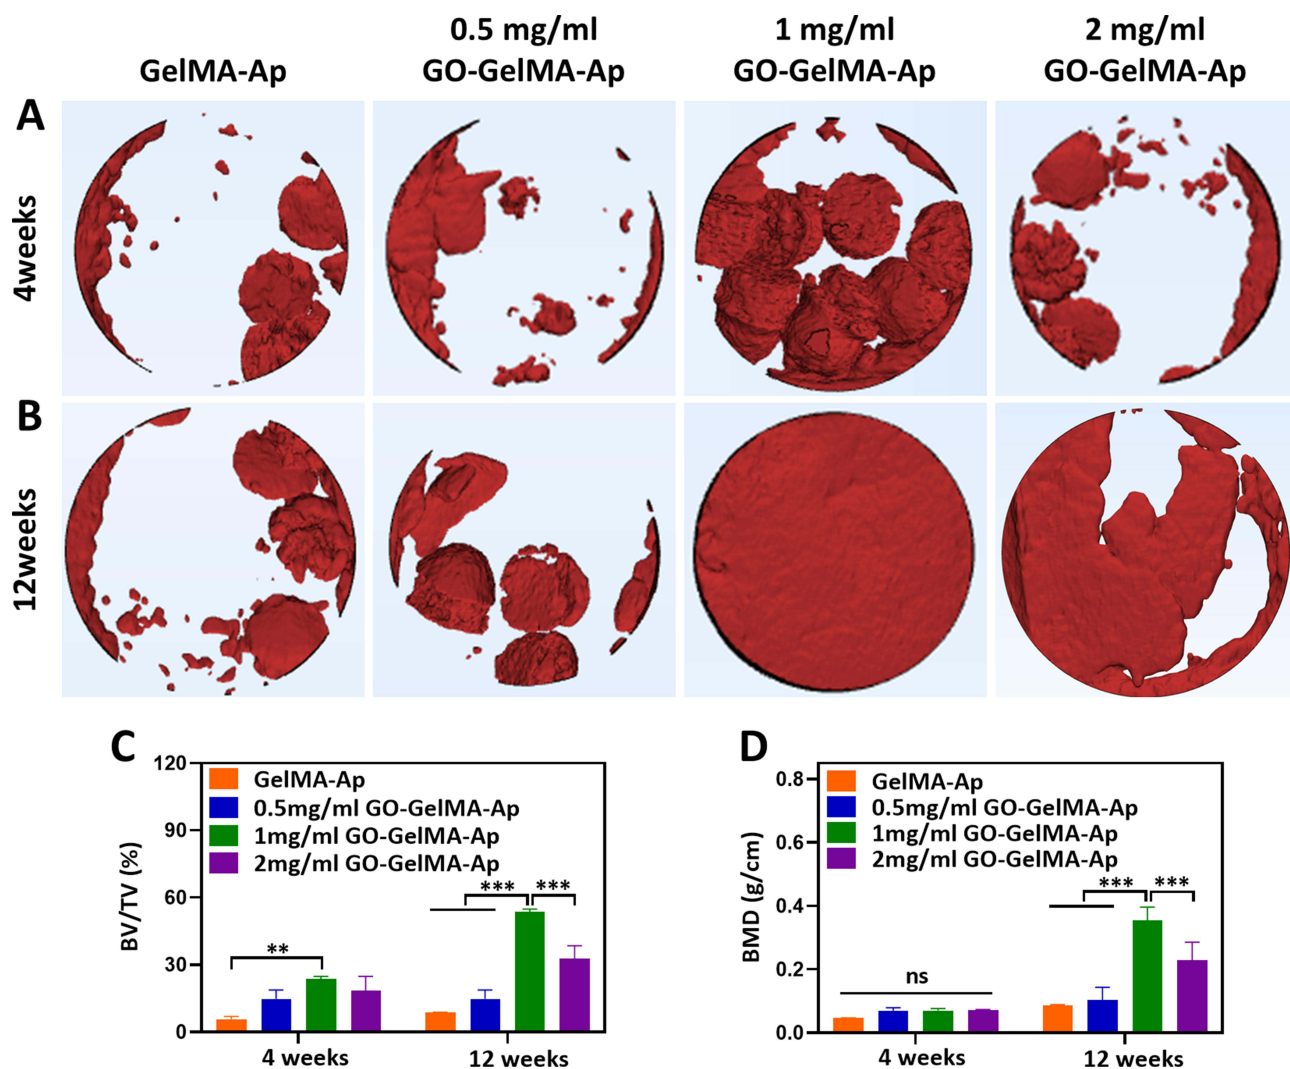 GelMA-Ap
0.5 mg/ml
GO-GelMA-Ap
1 mg/ml
GO-GelMA-Ap
2 mg/ml
GO-GelMA-Ap
A
4weeks
B
12weeks
C
BV/TV (%)
120
90
60
30
0
GelMA-Ap
0.5mg/ml GO-GelMA-Ap
1mg/ml GO-GelMA-Ap
2mg/ml GO-GelMA-Ap
**
***
***
4 weeks
12 weeks
D
BMD (g/cm)
0.8
0.6
0.4
0.2
0.0
GelMA-Ap
0.5mg/ml GO-GelMA-Ap
1mg/ml GO-GelMA-Ap
2mg/ml GO-GelMA-Ap
ns
***
***
4 weeks
12 weeks